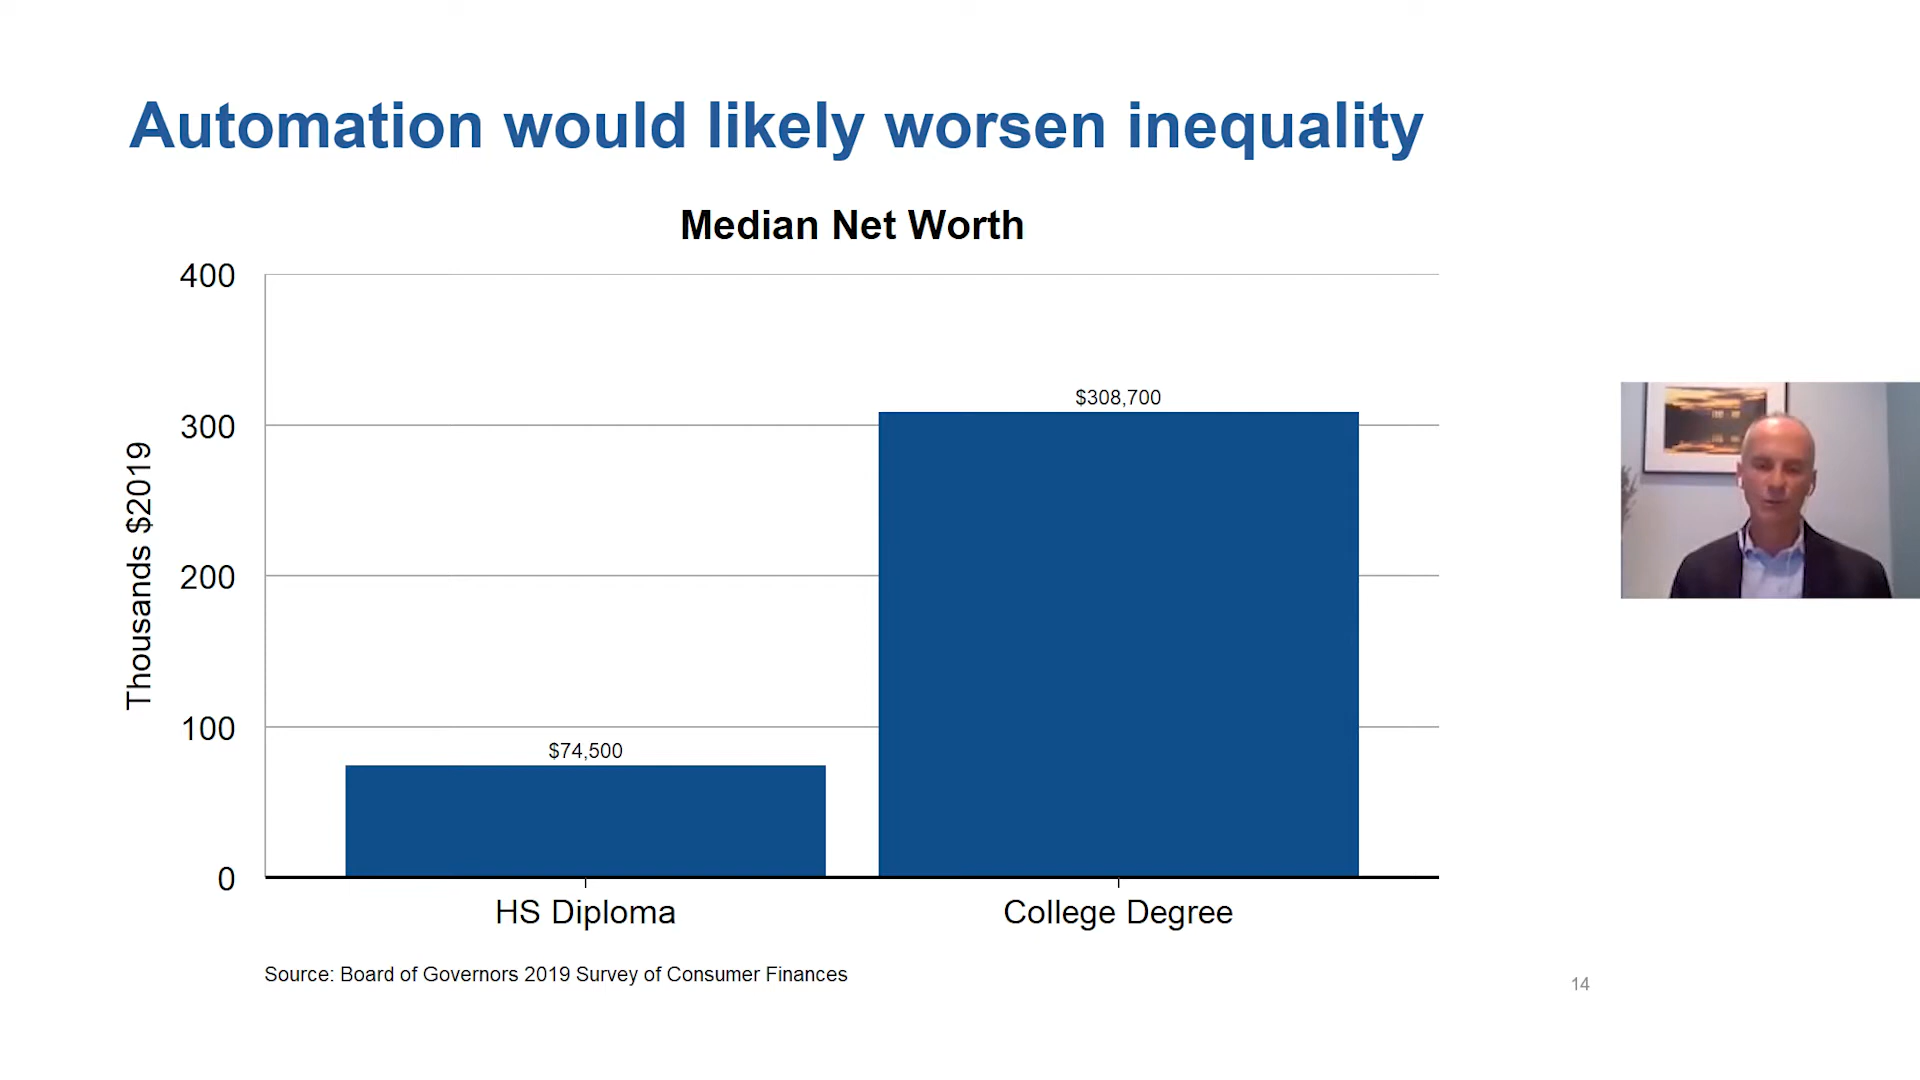 Automation would likely worsen inequality
Median Net Worth
Thousands $2019
400
300
200
100
0
$74,500
$308,700
HS Diploma
College Degree
Source: Board of Governors 2019 Survey of Consumer Finances
14